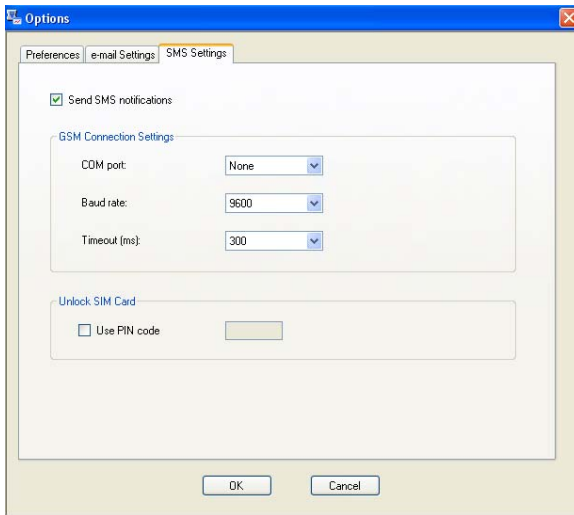 Options
Preferences e-mail Settings SMS Settings
Send SMS notifications
GSM Connection Settings
COM port: None
Baud rate: 9600
Timeout (ms): 300
Unlock SIM Card
Use PIN code
OK Cancel